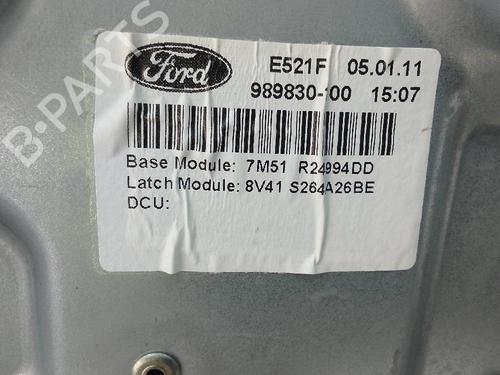 Ford E521F 05.01.11
989830-100 15:07
Base Module: 7M51 R24994DD
Latch Module: 8V41 S264A26BE
DCU:
B-PARTS